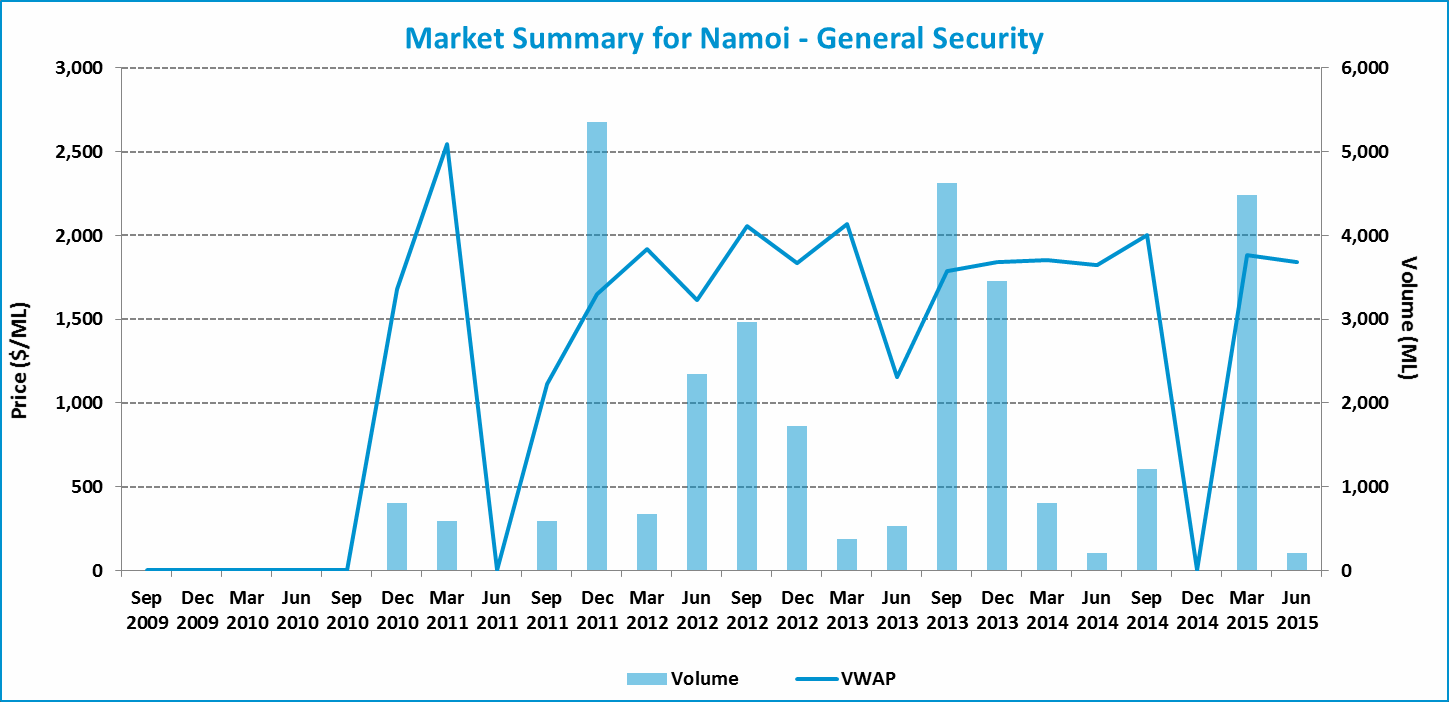 Market Summary for Namoi - General Security
3,000
2,500
2,000
1,500
1,000
500
0
Price ($/ML)
6,000
5,000
4,000
3,000
2,000
1,000
0
Volume (ML)
Sep Dec Mar Jun Sep Dec Mar Jun Sep Dec Mar Jun Sep Dec Mar Jun Sep Dec Mar Jun Sep Dec Mar Jun
2009 2009 2010 2010 2010 2010 2011 2011 2011 2011 2012 2012 2012 2012 2013 2013 2013 2013 2014 2014 2014 2014 2015 2015
Volume VWAP